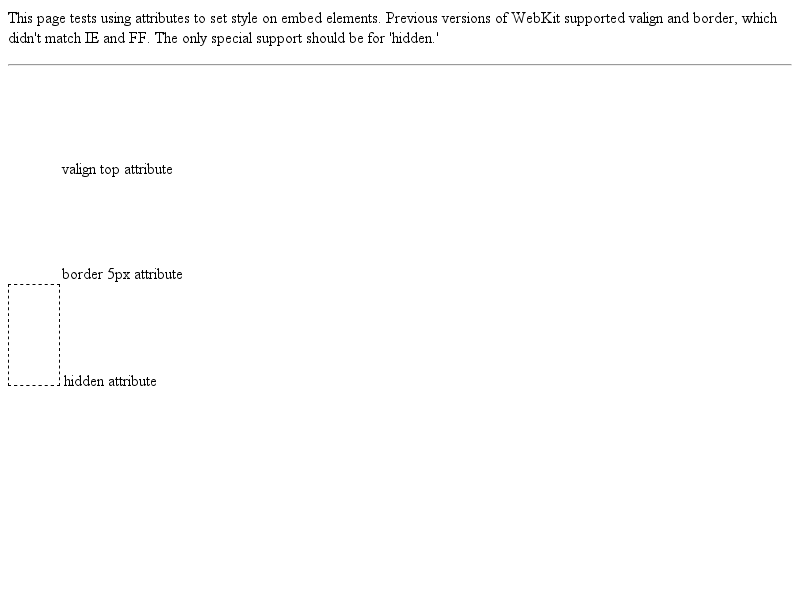 This page tests using attributes to set style on embed elements. Previous versions of WebKit supported valign and border, which
didn't match IE and FF. The only special support should be for 'hidden.'
valign top attribute
border 5px attribute
hidden attribute